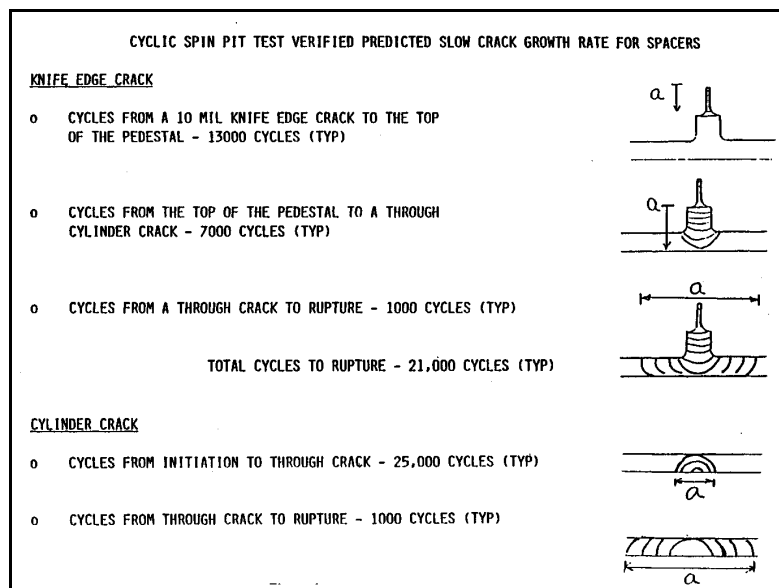 CYCLIC SPIN PIT TEST VERIFIED PREDICTED SLOW CRACK GROWTH RATE FOR SPACERS
KNIFE EDGE CRACK
o CYCLES FROM A 10 MIL KNIFE EDGE CRACK TO THE TOP
OF THE PEDESTAL - 13000 CYCLES (TYP)
a
o CYCLES FROM THE TOP OF THE PEDESTAL TO A THROUGH
CYLINDER CRACK - 7000 CYCLES (TYP)
a
o CYCLES FROM A THROUGH CRACK TO RUPTURE - 1000 CYCLES (TYP)
a
TOTAL CYCLES TO RUPTURE - 21,000 CYCLES (TYP)
CYLINDER CRACK
o CYCLES FROM INITIATION TO THROUGH CRACK - 25,000 CYCLES (TYP)
a
o CYCLES FROM THROUGH CRACK TO RUPTURE - 1000 CYCLES (TYP)
a